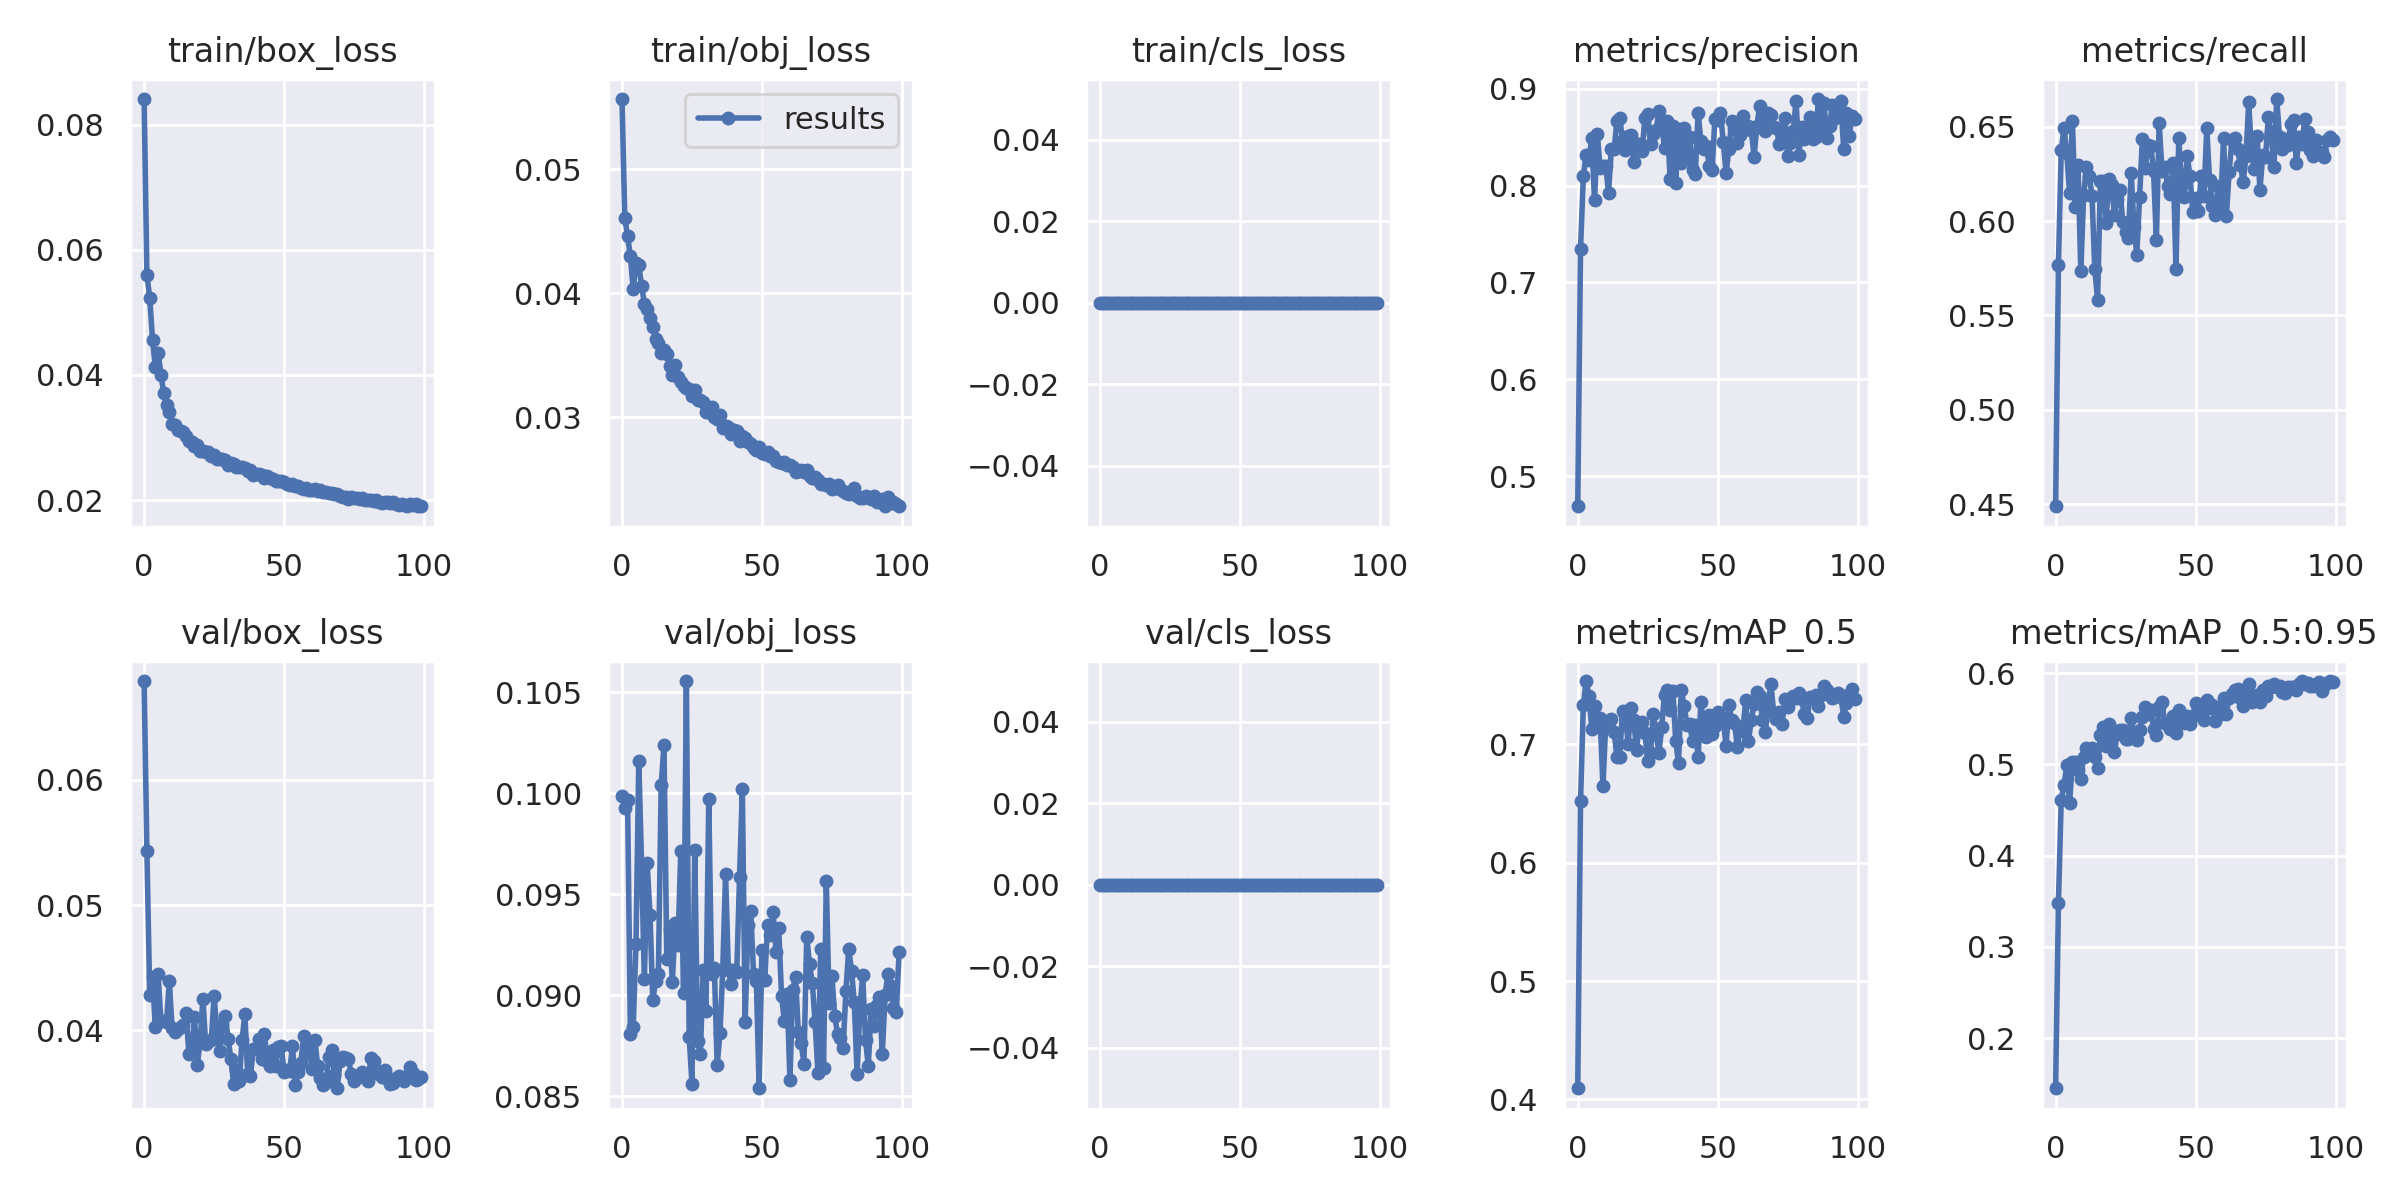 train/box_loss
train/obj_loss
train/cls_loss
metrics/precision
metrics/recall
0.08
0.06
0.04
0.02
0 50 100
results
0.05
0.04
0.03
0 50 100
0.04
0.02
0.00
−0.02
−0.04
0 50 100
0.9
0.8
0.7
0.6
0.5
0 50 100
0.65
0.60
0.55
0.50
0.45
0 50 100
val/box_loss
val/obj_loss
val/cls_loss
metrics/mAP_0.5
metrics/mAP_0.5:0.95
0.06
0.05
0.04
0 50 100
0.105
0.100
0.095
0.090
0.085
0 50 100
0.04
0.02
0.00
−0.02
−0.04
0 50 100
0.7
0.6
0.5
0.4
0 50 100
0.6
0.5
0.4
0.3
0.2
0 50 100